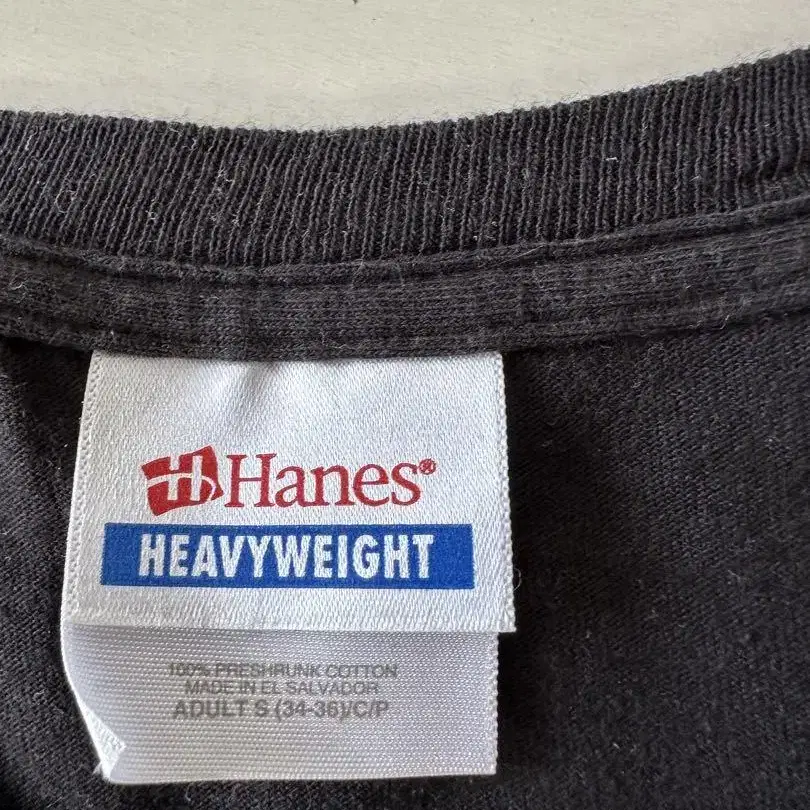 Hanes®
HEAVYWEIGHT
100% PRESHRUNK COTTON
MADE IN EL SALVADOR
ADULT S (34-36)/C/P